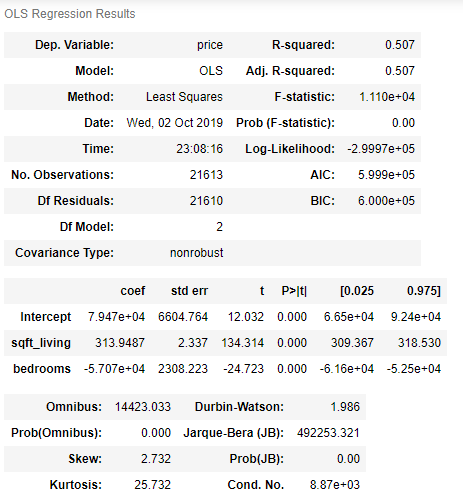 OLS Regression Results
Dep. Variable: price R-squared: 0.507
Model: OLS Adj. R-squared: 0.507
Method: Least Squares F-statistic: 1.110e+04
Date: Wed, 02 Oct 2019 Prob (F-statistic): 0.00
Time: 23:08:16 Log-Likelihood: -2.9997e+05
No. Observations: 21613 AIC: 5.999e+05
Df Residuals: 21610 BIC: 6.000e+05
Df Model: 2
Covariance Type: nonrobust
coef std err t P>|t| [0.025 0.975]
Intercept 7.947e+04 6604.764 12.032 0.000 6.65e+04 9.24e+04
sqft_living 313.9487 2.337 134.314 0.000 309.367 318.530
bedrooms -5.707e+04 2308.223 -24.723 0.000 -6.16e+04 -5.25e+04
Omnibus: 14423.033 Durbin-Watson: 1.986
Prob(Omnibus): 0.000 Jarque-Bera (JB): 492253.321
Skew: 2.732 Prob(JB): 0.00
Kurtosis: 25.732 Cond. No. 8.87e+03